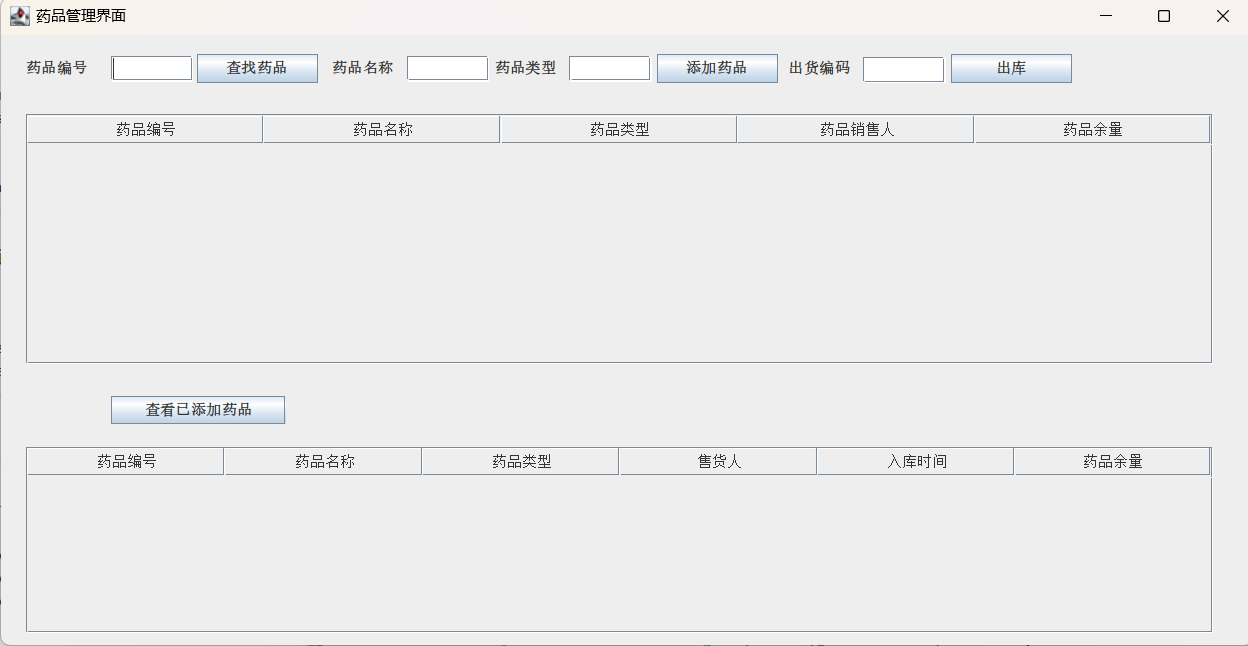 药品管理界面
药品编号 查找药品 药品名称 药品类型 添加药品 出货编码 出库
药品编号 药品名称 药品类型 药品销售人 药品余量
查看已添加药品
药品编号 药品名称 药品类型 售货人 入库时间 药品余量